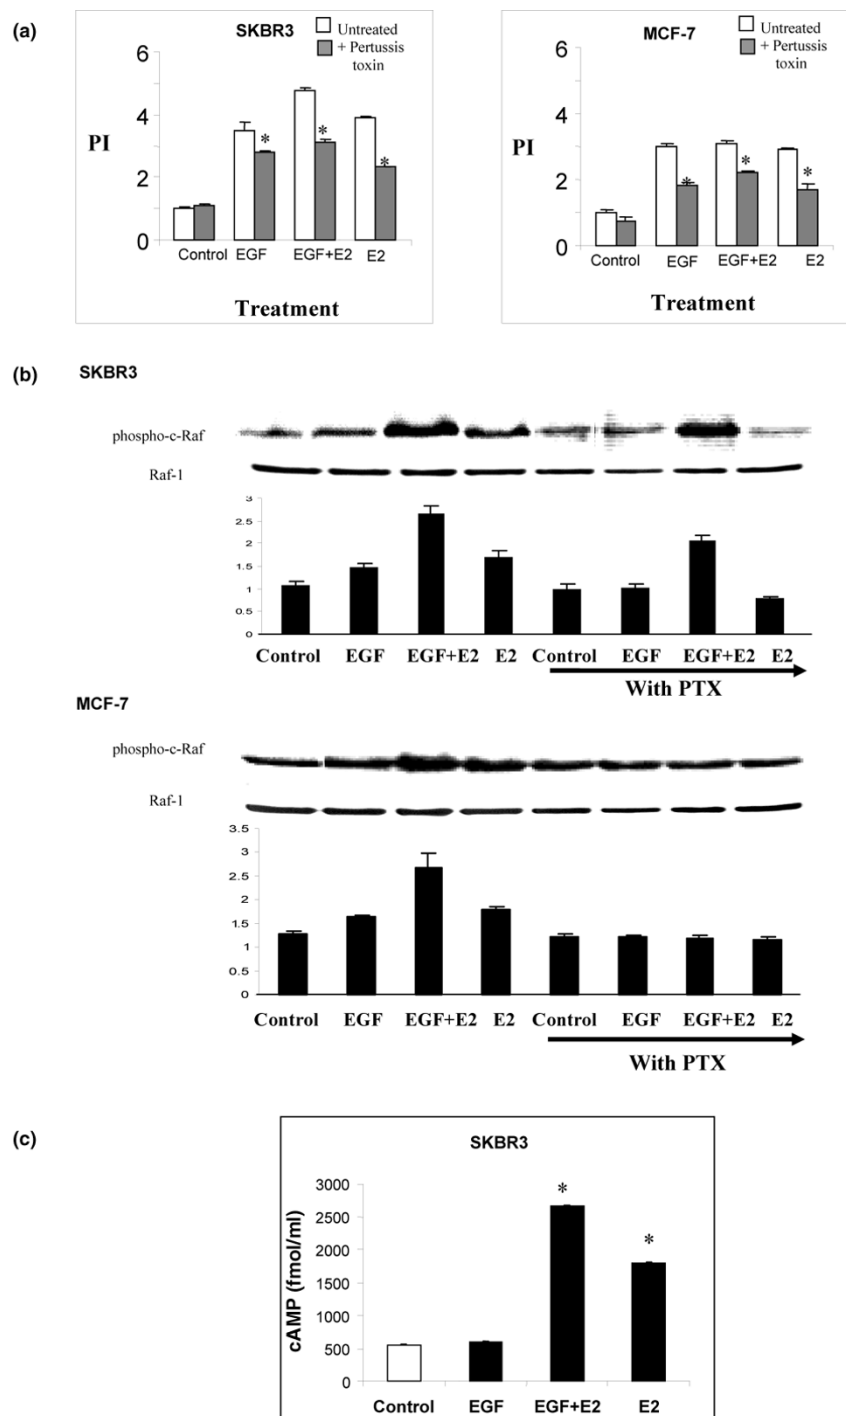 (a)
SKBR3
Untreated
+ Pertussis
toxin
6
4
PI
2
0
Control EGF EGF+E2 E2
Treatment
*
*
*
MCF-7
Untreated
+ Pertussis
toxin
6
4
PI
2
0
Control EGF EGF+E2 E2
Treatment
*
*
*
(b)
SKBR3
phospho-c-Raf
Raf-1
3
2.5
2
1.5
1
0.5
0
Control EGF EGF+E2 E2 Control EGF EGF+E2 E2
With PTX
MCF-7
phospho-c-Raf
Raf-1
3.5
3
2.5
2
1.5
1
0.5
0
Control EGF EGF+E2 E2 Control EGF EGF+E2 E2
With PTX
(c)
SKBR3
cAMP (fmol/ml)
3000
2500
2000
1500
1000
500
0
*
*
Control EGF EGF+E2 E2